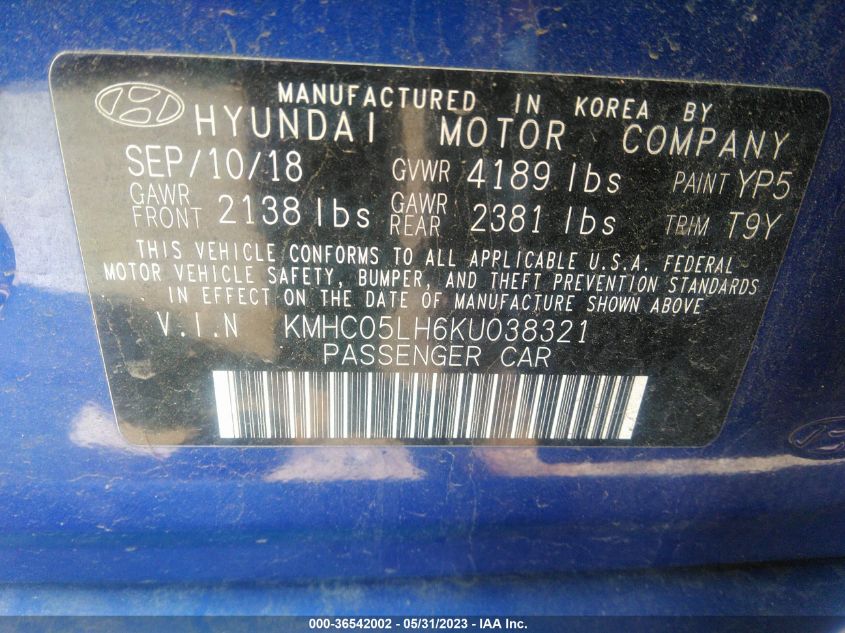 MANUFACTURED IN KOREA BY
HYUNDAI MOTOR COMPANY
SEP/10/18 GVWR 4189 lbs PAINT YP5
GAWR FRONT 2138 lbs GAWR REAR 2381 lbs TRIM T9Y
THIS VEHICLE CONFORMS TO ALL APPLICABLE U.S.A. FEDERAL
MOTOR VEHICLE SAFETY, BUMPER, AND THEFT PREVENTION STANDARDS
IN EFFECT ON THE DATE OF MANUFACTURE SHOWN ABOVE
V.I.N KMHC05LH6KU038321
PASSENGER CAR
000-36542002 - 05/31/2023 - IAA Inc.